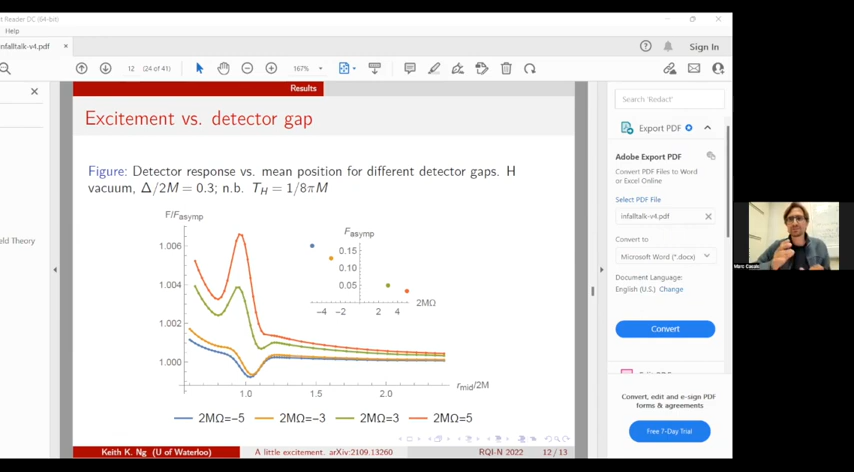 t Reader DC (64-bit)
Help
nfalltalk-v4.pdf ×
Sign In
12 (24 of 41)
167%
Results
Excitement vs. detector gap
Figure: Detector response vs. mean position for different detector gaps. H
vacuum, Δ/2M = 0.3; n.b. T_H = 1/8πM
F/F_asymp
1.006
1.004
1.002
1.000
1.0 1.5 2.0
r_mid/2M
F_asymp
0.15
0.10
0.05
-4 -2 2 4
2MΩ
2MΩ=-5 2MΩ=-3 2MΩ=3 2MΩ=5
Keith K. Ng (U of Waterloo) A little excitement. arXiv:2109.13260 RQI-N 2022 12 / 13
eld Theory
Search 'Redact'
Export PDF
Adobe Export PDF
Convert PDF Files to Word
or Excel Online
Select PDF File
infalltalk-v4.pdf ×
Convert to
Microsoft Word (*.docx)
Document Language:
English (U.S.) Change
Convert
Convert, edit and e-sign PDF
forms & agreements
Free 7-Day Trial